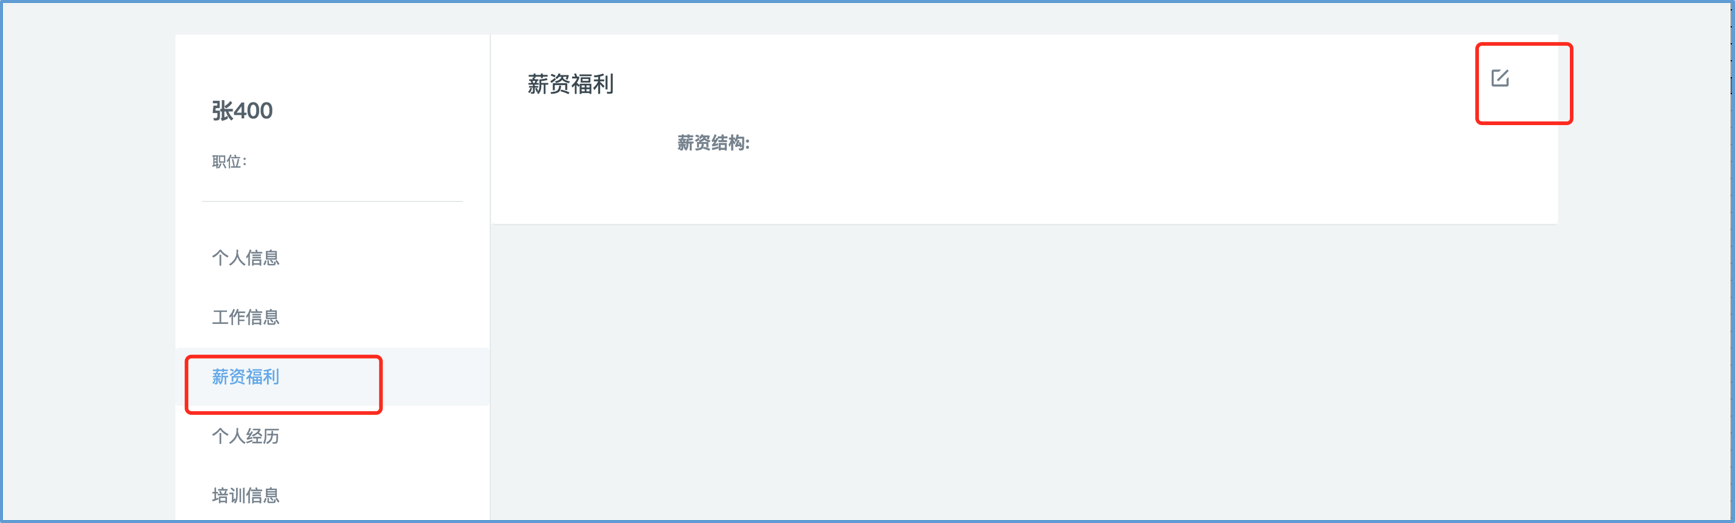 张400
职位：
个人信息
工作信息
薪资福利
个人经历
培训信息
薪资福利
薪资结构: